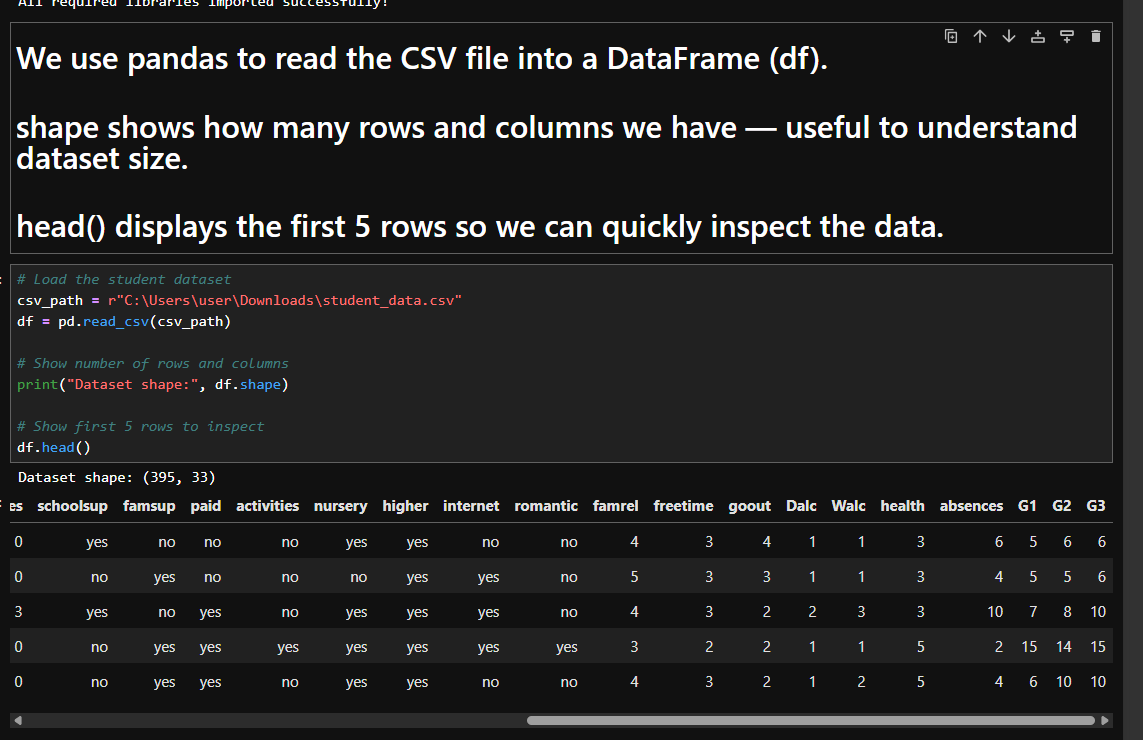 All required libraries imported successfully!
We use pandas to read the CSV file into a DataFrame (df).
shape shows how many rows and columns we have — useful to understand
dataset size.
head() displays the first 5 rows so we can quickly inspect the data.
# Load the student dataset
csv_path = r"C:\Users\user\Downloads\student_data.csv"
df = pd.read_csv(csv_path)
# Show number of rows and columns
print("Dataset shape:", df.shape)
# Show first 5 rows to inspect
df.head()
Dataset shape: (395, 33)
es schoolsup famsup paid activities nursery higher internet romantic famrel freetime goout Dalc Walc health absences G1 G2 G3
0 yes no no no yes yes no no 4 3 4 1 1 3 6 5 6 6
0 no yes no no no yes yes no 5 3 3 1 1 3 4 5 5 6
3 yes no yes no yes yes yes no 4 3 2 2 3 3 10 7 8 10
0 no yes yes yes yes yes yes yes 3 2 2 1 1 5 2 15 14 15
0 no yes yes no yes yes no no 4 3 2 1 2 5 4 6 10 10